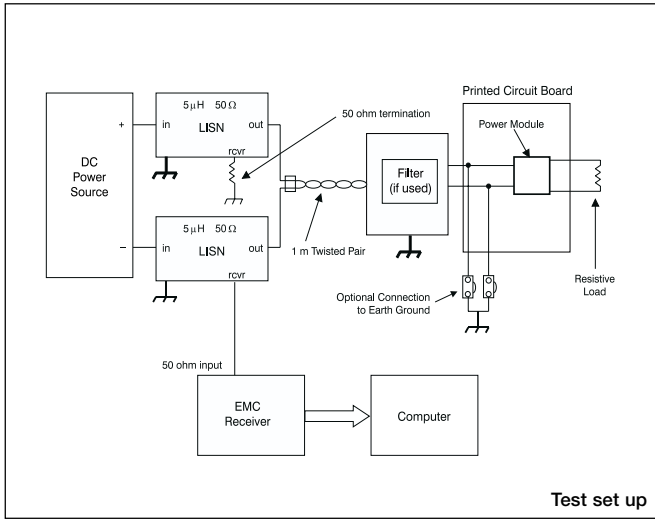 Printed Circuit Board
5 μH 50 Ω
LISN
in
out
rcvr
50 ohm termination
Power Module
+
DC
Power
Source
−
Filter
(if used)
5 μH 50 Ω
LISN
in
out
rcvr
1 m Twisted Pair
Optional Connection
to Earth Ground
Resistive
Load
50 ohm input
EMC
Receiver
Computer
Test set up